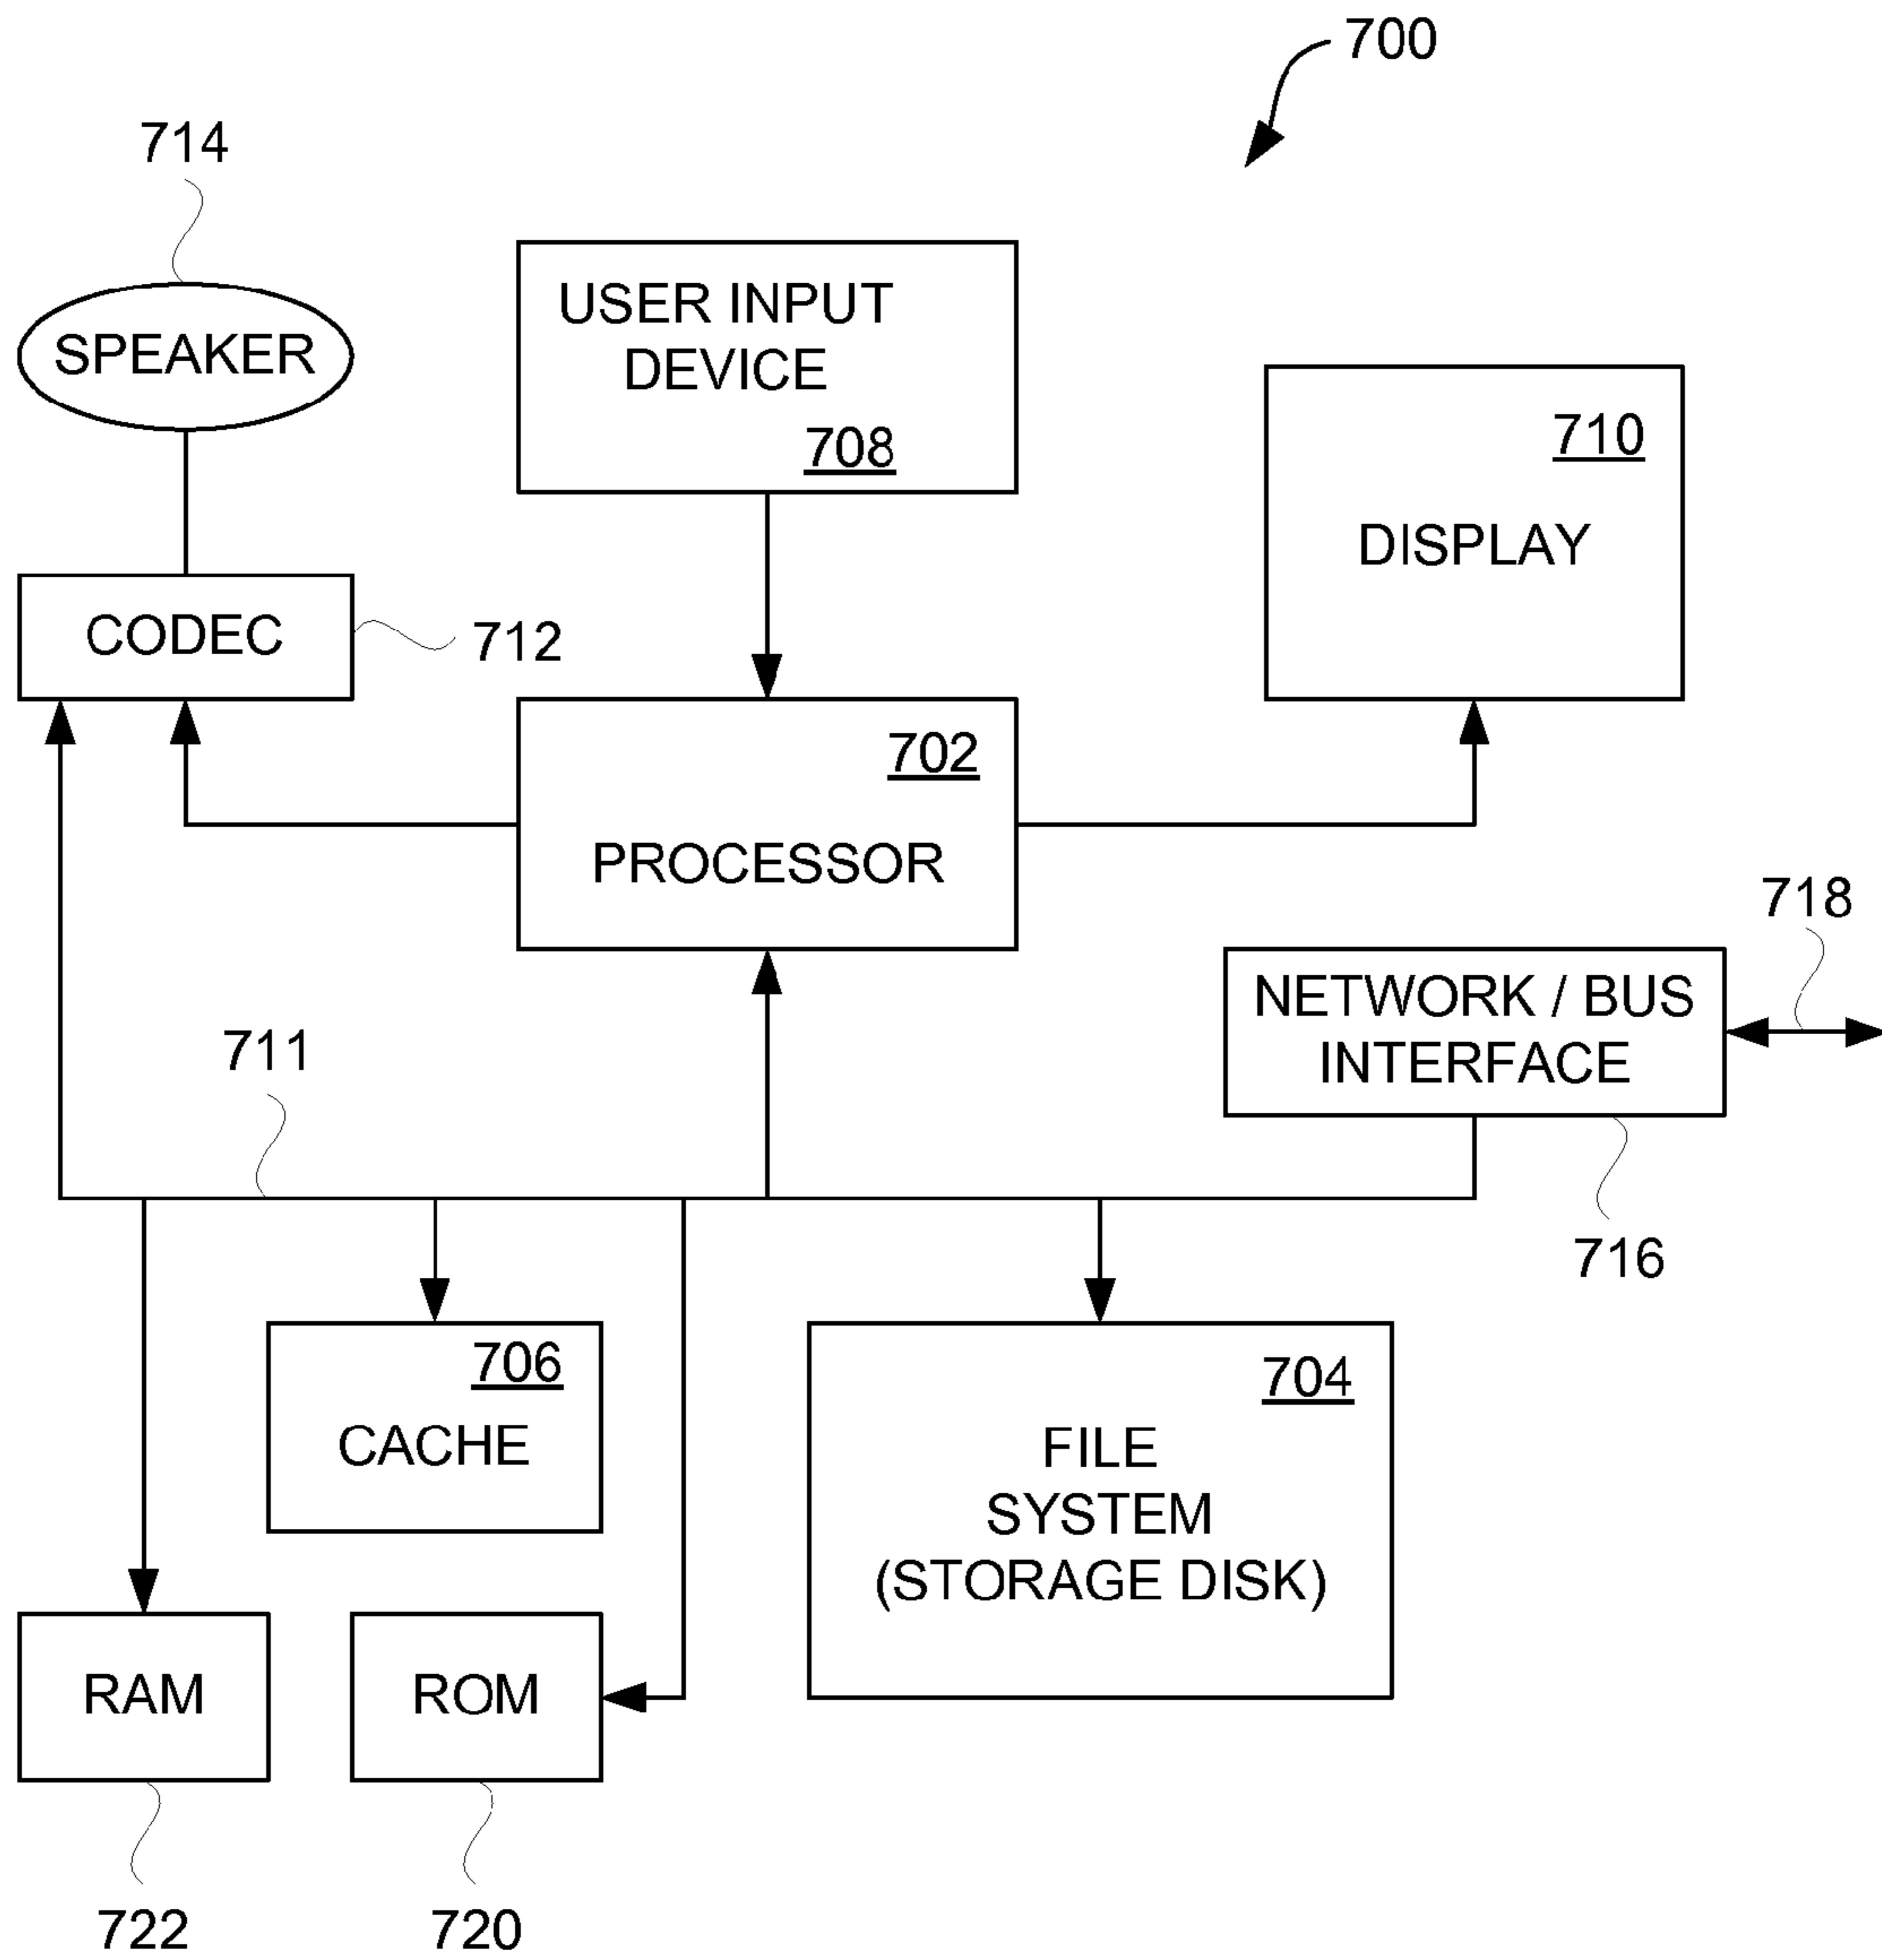 700
714
SPEAKER
USER INPUT
DEVICE
708
710
DISPLAY
CODEC
712
702
PROCESSOR
718
NETWORK / BUS
INTERFACE
711
716
706
CACHE
704
FILE
SYSTEM
(STORAGE DISK)
RAM
ROM
722
720